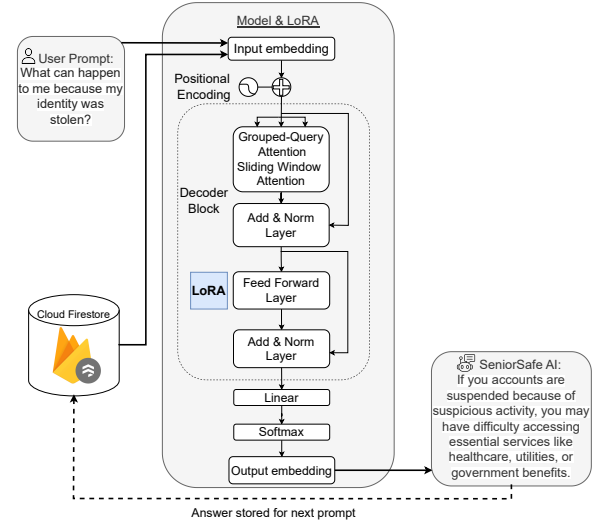 Model & LoRA
User Prompt:
What can happen
to me because my
identity was
stolen?
Input embedding
Positional
Encoding
Grouped-Query
Attention
Sliding Window
Attention
Decoder
Block
Add & Norm
Layer
LoRA
Feed Forward
Layer
Add & Norm
Layer
Cloud Firestore
Linear
Softmax
Output embedding
SeniorSafe AI:
If you accounts are
suspended because of
suspicious activity, you may
have difficulty accessing
essential services like
healthcare, utilities, or
government benefits.
Answer stored for next prompt